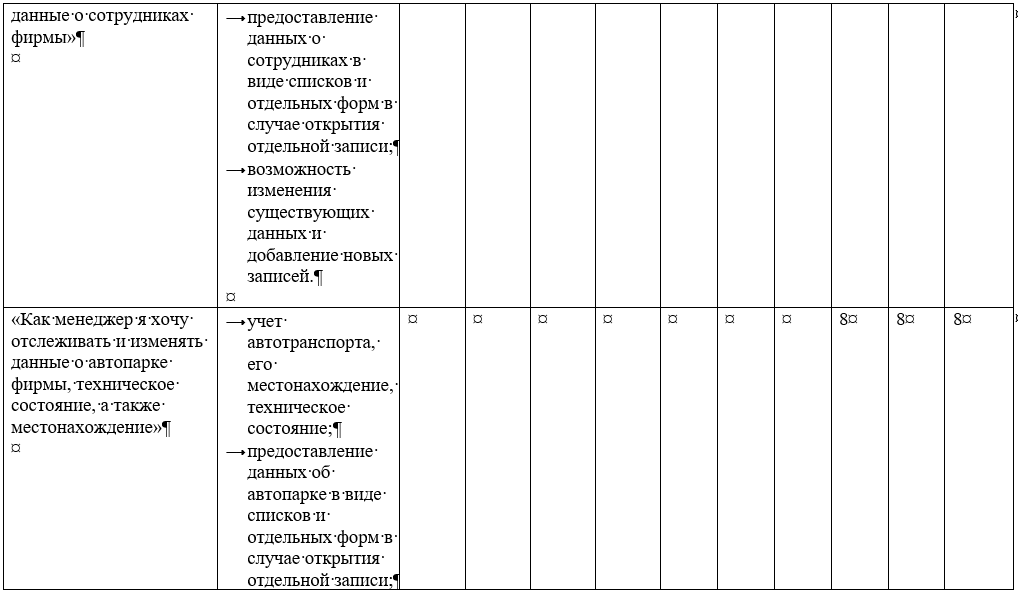 данные о сотрудниках
фирмы»¶
¤
→ предоставление
данных о
сотрудниках в
виде списков и
отдельных форм в
случае открытия
отдельной записи;¶
→ возможность
изменения
существующих
данных и
добавление новых
записей.¶
¤
«Как менеджер я хочу
отслеживать и изменять
данные о автопарке
фирмы, техническое
состояние, а также
местонахождение»¶
¤
→ учет
автотранспорта,
его
местонахождение,
техническое
состояние;¶
→ предоставление
данных об
автопарке в виде
списков и
отдельных форм в
случае открытия
отдельной записи;¶
¤ ¤ ¤ ¤ ¤ ¤ ¤ 8¤ 8¤ 8¤